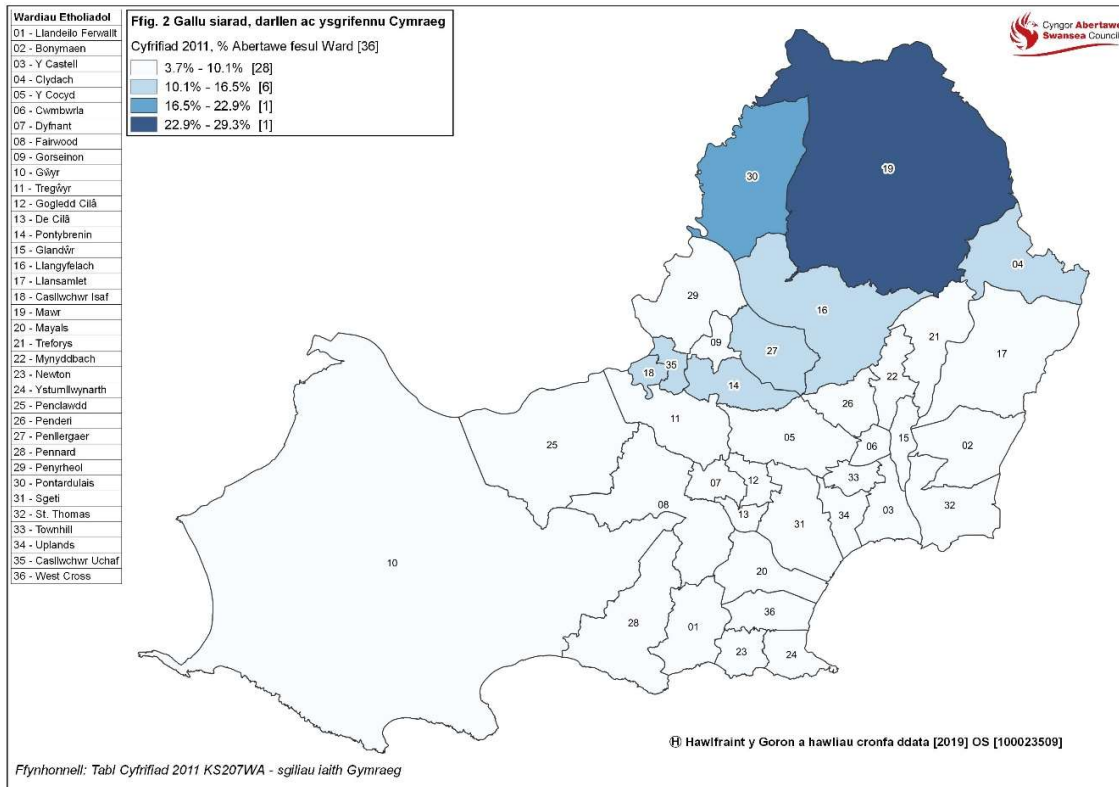 Wardiau Etholiadol
01 - Llandeilo Ferwallt
02 - Bonymaen
03 - Y Castell
04 - Clydach
05 - Y Cocyd
06 - Cwmbwrla
07 - Dyfnant
08 - Fairwood
09 - Gorseinon
10 - Gŵyr
11 - Tregŵyr
12 - Gogledd Cilâ
13 - De Cilâ
14 - Pontybrenin
15 - Glandŵr
16 - Llangyfelach
17 - Llansamlet
18 - Casllwchwr Isaf
19 - Mawr
20 - Mayals
21 - Treforys
22 - Mynyddbach
23 - Newton
24 - Ystumllwynarth
25 - Penclawdd
26 - Penderi
27 - Penllergaer
28 - Pennard
29 - Penyrheol
30 - Pontardulais
31 - Sgeti
32 - St. Thomas
33 - Townhill
34 - Uplands
35 - Casllwchwr Uchaf
36 - West Cross
Ffig. 2 Gallu siarad, darllen ac ysgrifennu Cymraeg
Cyfrifiad 2011, % Abertawe fesul Ward [36]
3.7% - 10.1% [28]
10.1% - 16.5% [6]
16.5% - 22.9% [1]
22.9% - 29.3% [1]
Cyngor Abertawe
Swansea Council
30
19
04
29
16
21
17
09
27
22
18
35
14
26
11
05
06
15
02
25
07
12
33
08
13
31
34
03
32
10
20
36
28
01
23
24
Ⓗ Hawlfraint y Goron a hawliau cronfa ddata [2019] OS [100023509]
Ffynhonnell: Tabl Cyfrifiad 2011 KS207WA - sgiliau iaith Gymraeg